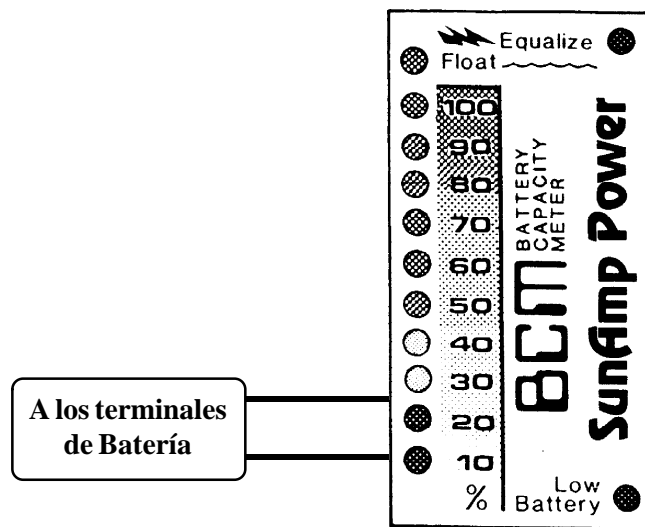 Equalize
Float
100
90
80
70
60
50
40
30
20
10
%
BATTERY
CAPACITY
METER
BCM
SunAmp Power
Low
Battery
A los terminales
de Batería